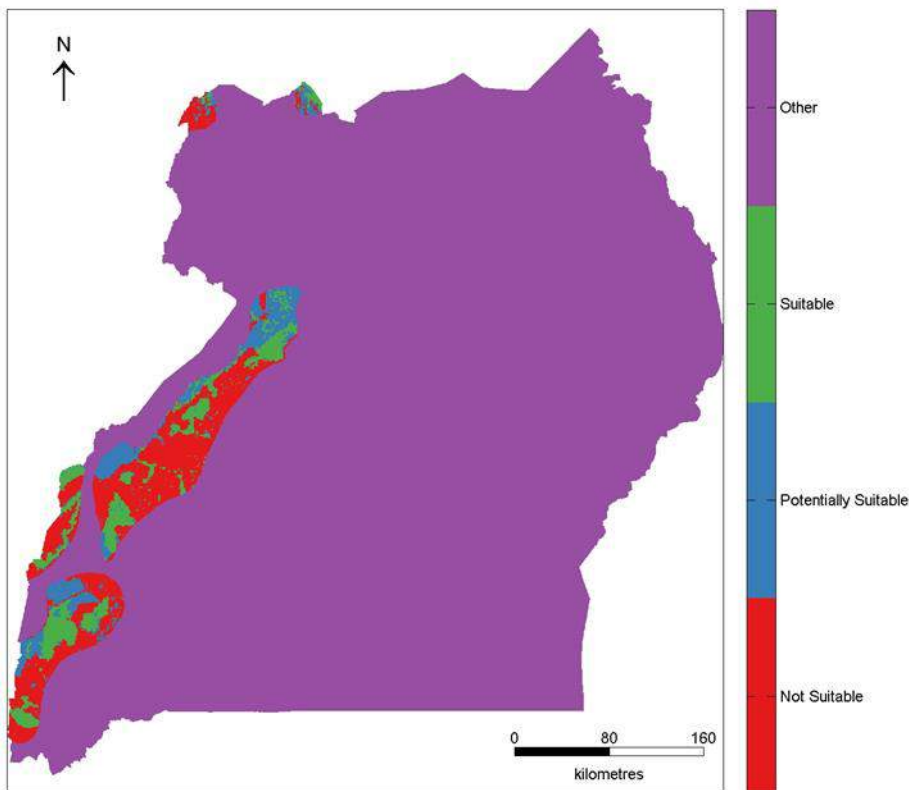 N
Other
Suitable
Potentially Suitable
Not Suitable
0 80 160
kilometres